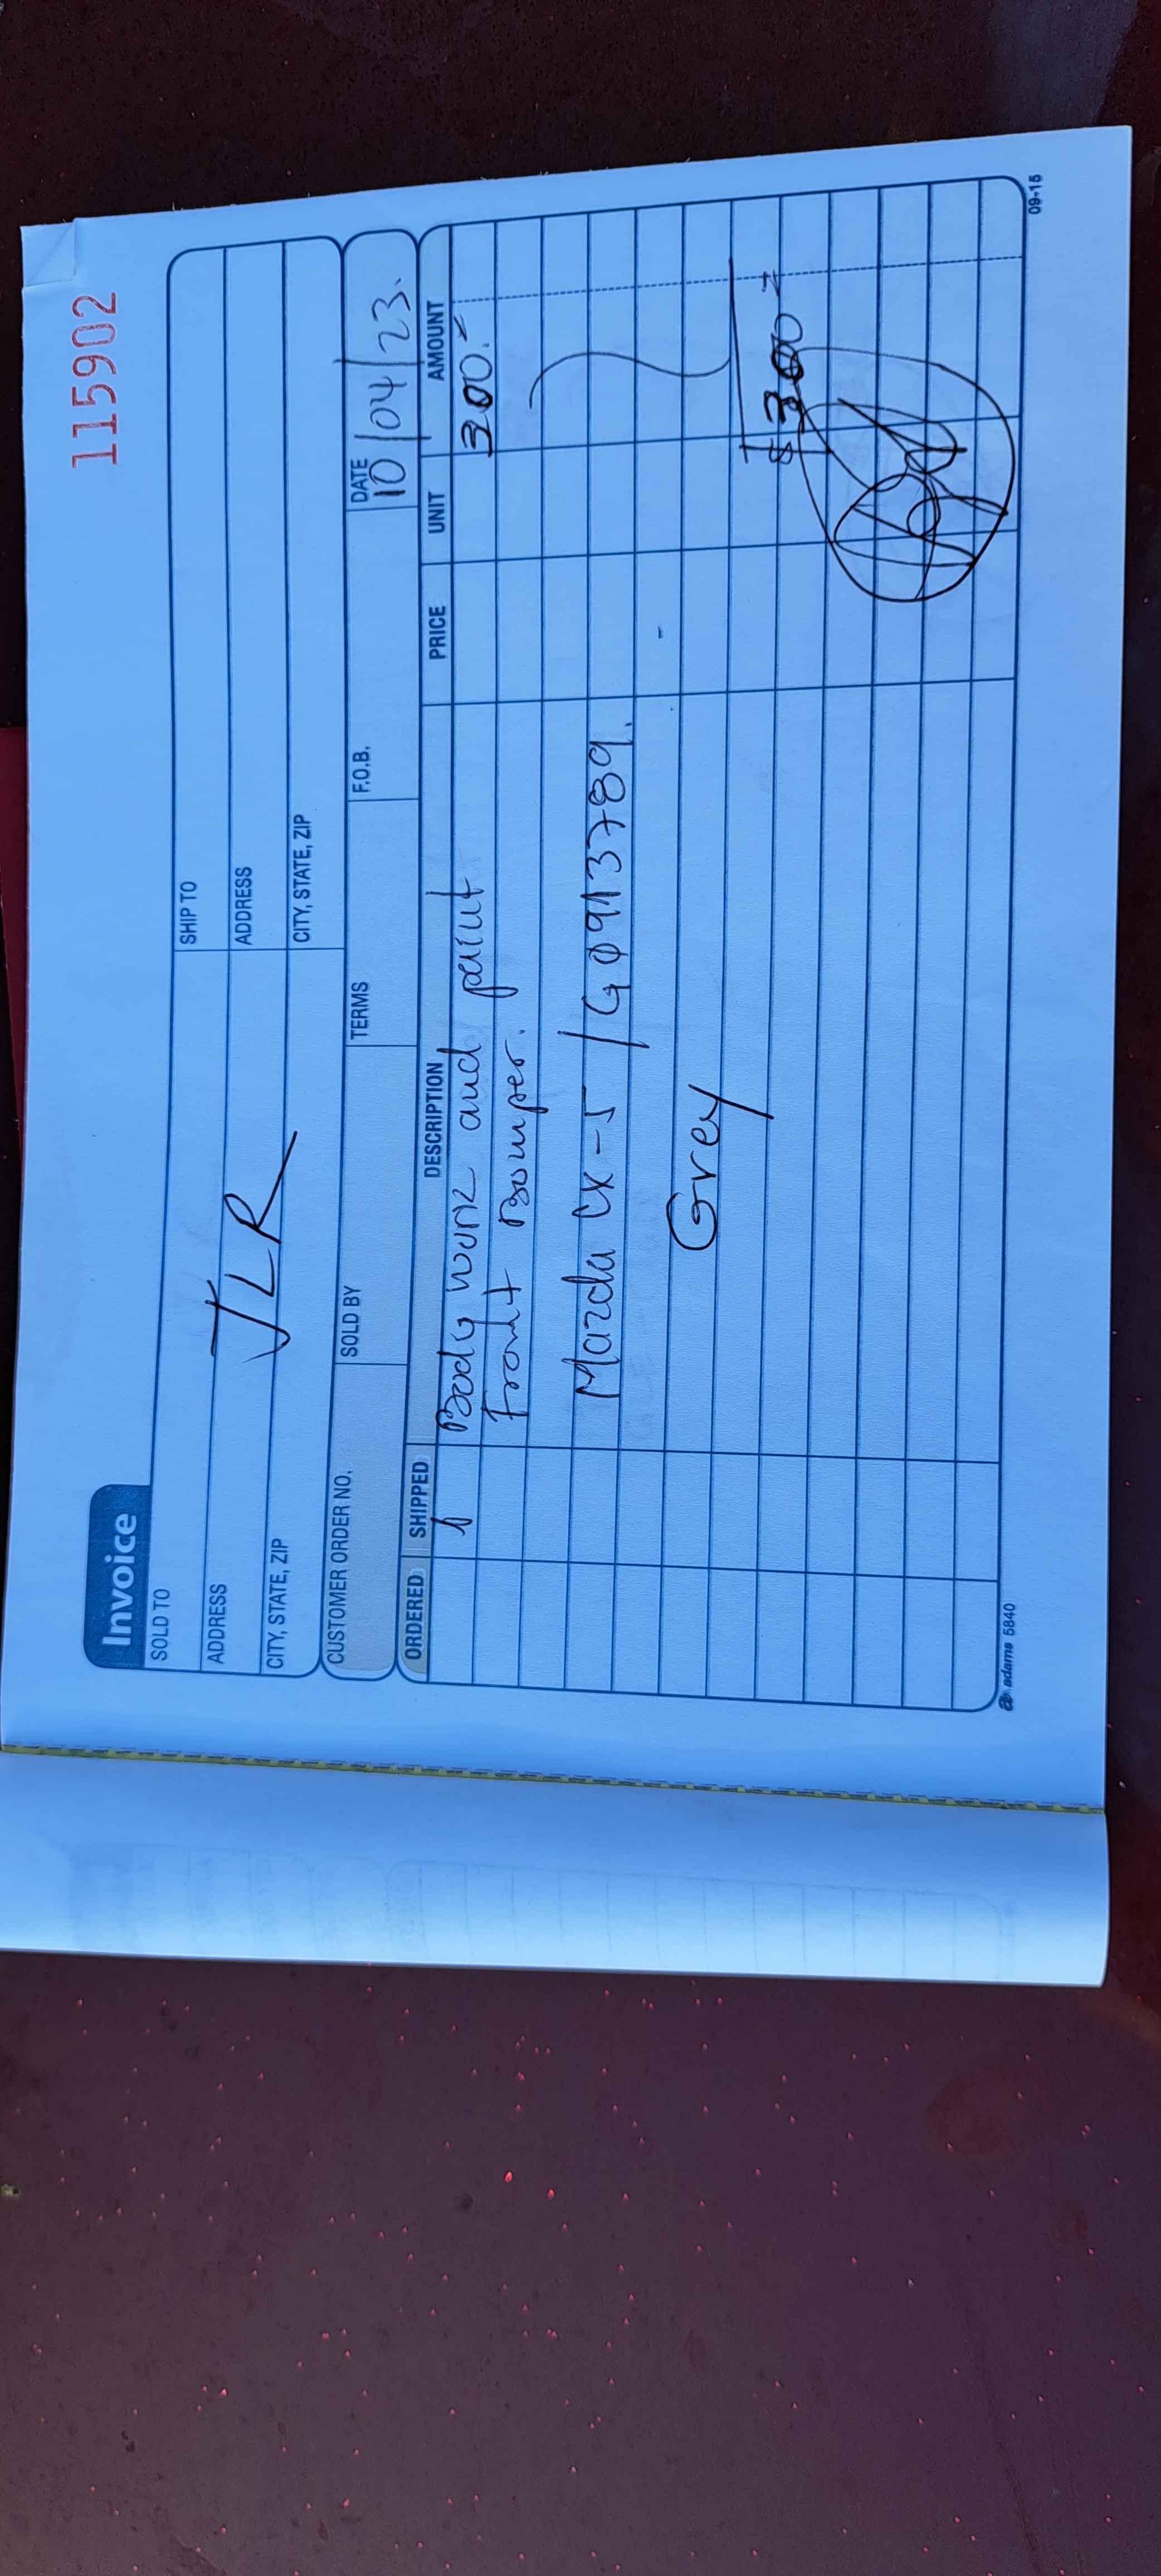 115902
Invoice
SOLD TO
SHIP TO
ADDRESS
ADDRESS
JLR
CITY, STATE, ZIP
CITY, STATE, ZIP
CUSTOMER ORDER NO. SOLD BY TERMS F.O.B. DATE
10/04/23.
ORDERED SHIPPED DESCRIPTION PRICE UNIT AMOUNT
Body work and paint 300.=
Front Bumper.
Mazda CX-5 /
Grey
$300=
adams 5840 09-15